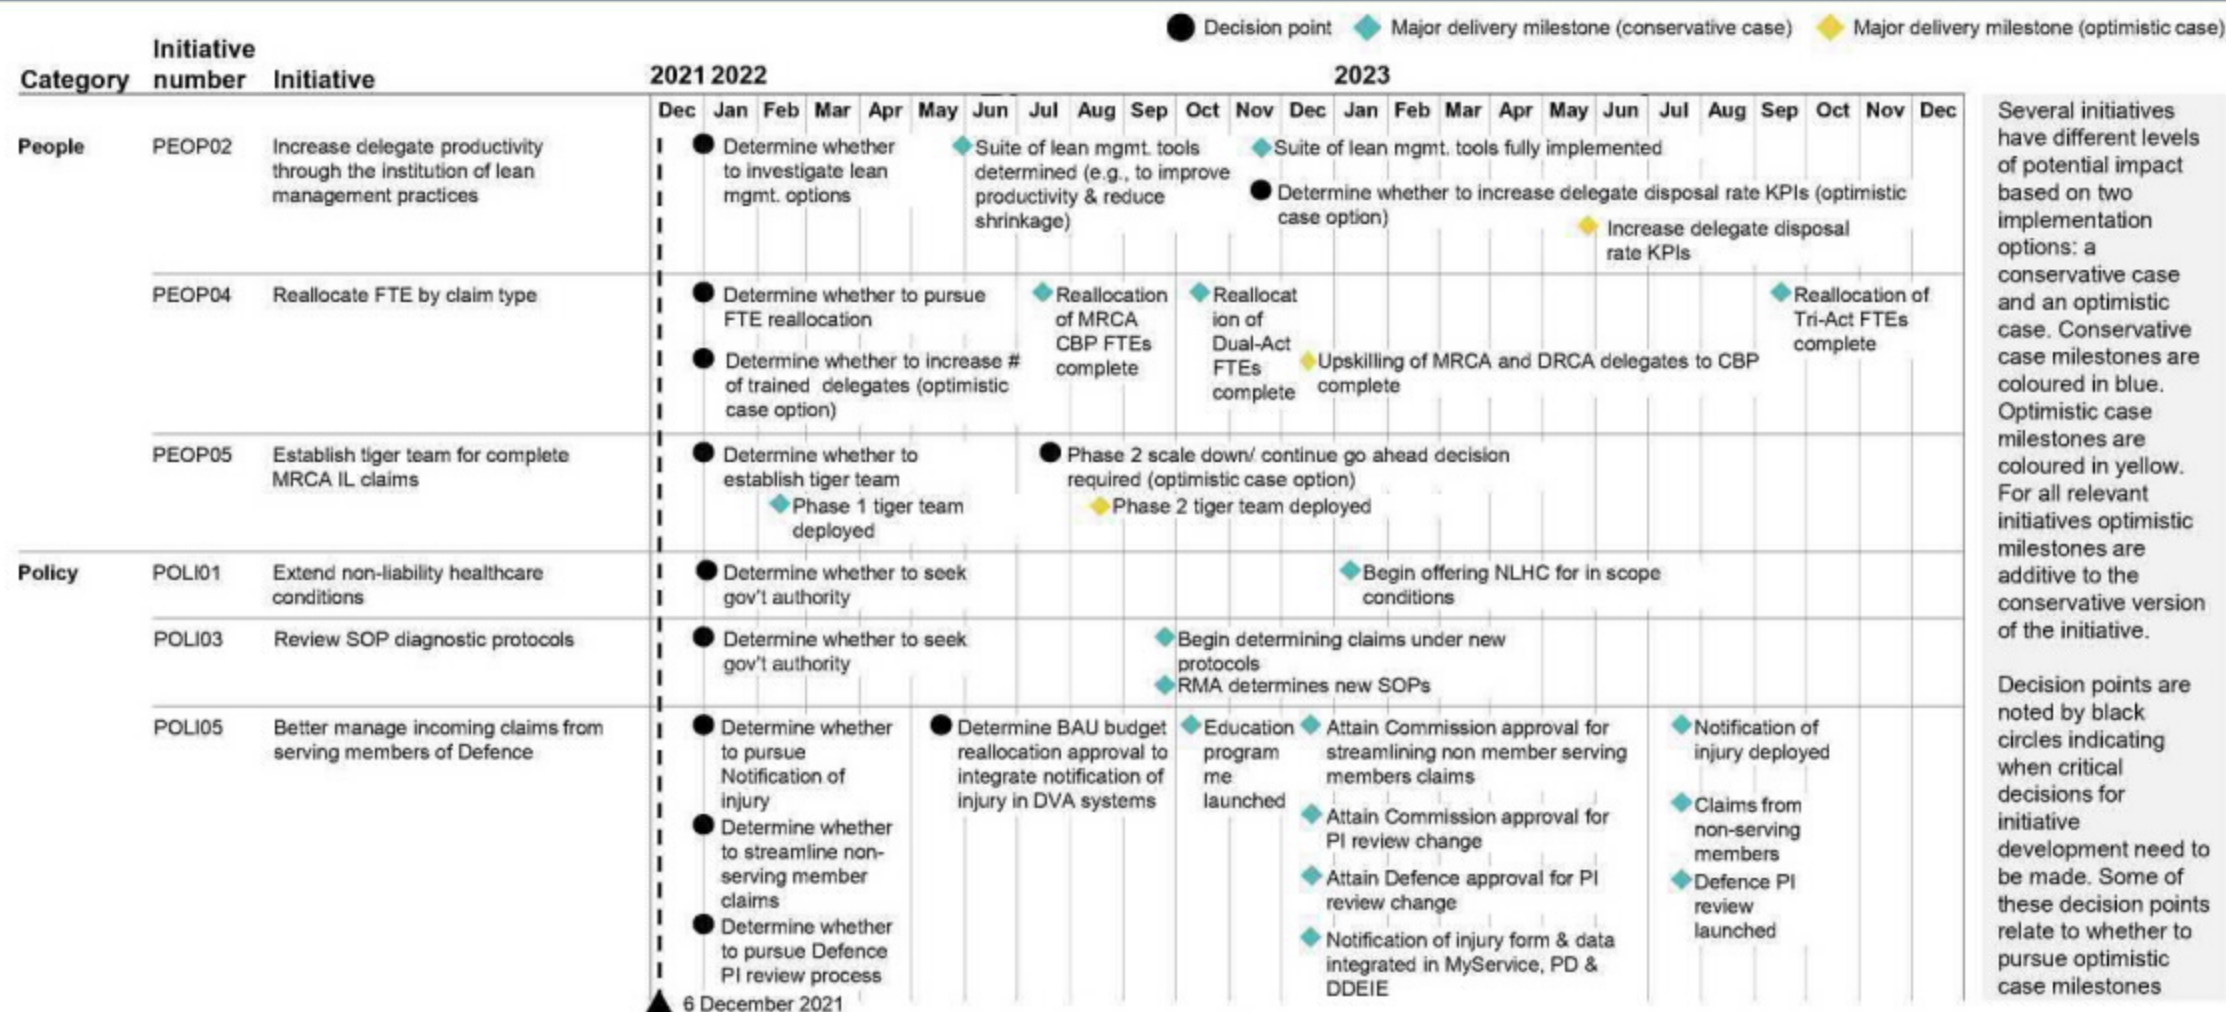 Decision point Major delivery milestone (conservative case) Major delivery milestone (optimistic case)
Category Initiative number Initiative 2021 2022 2023
Dec Jan Feb Mar Apr May Jun Jul Aug Sep Oct Nov Dec Jan Feb Mar Apr May Jun Jul Aug Sep Oct Nov Dec
People
PEOP02
Increase delegate productivity
through the institution of lean
management practices
Determine whether
to investigate lean
mgmt. options
Suite of lean mgmt. tools
determined (e.g., to improve
productivity & reduce
shrinkage)
Suite of lean mgmt. tools fully implemented
Determine whether to increase delegate disposal rate KPIs (optimistic
case option)
Increase delegate disposal
rate KPIs
PEOP04
Reallocate FTE by claim type
Determine whether to pursue
FTE reallocation
Determine whether to increase #
of trained delegates (optimistic
case option)
Reallocation
of MRCA
CBP FTEs
complete
Reallocat
ion of
Dual-Act
FTEs
complete
Upskilling of MRCA and DRCA delegates to CBP
complete
Reallocation of
Tri-Act FTEs
complete
PEOP05
Establish tiger team for complete
MRCA IL claims
Determine whether to
establish tiger team
Phase 1 tiger team
deployed
Phase 2 scale down/ continue go ahead decision
required (optimistic case option)
Phase 2 tiger team deployed
Policy
POLI01
Extend non-liability healthcare
conditions
Determine whether to seek
gov't authority
Begin offering NLHC for in scope
conditions
POLI03
Review SOP diagnostic protocols
Determine whether to seek
gov't authority
Begin determining claims under new
protocols
RMA determines new SOPs
POLI05
Better manage incoming claims from
serving members of Defence
Determine whether
to pursue
Notification of
injury
Determine whether
to streamline non-
serving member
claims
Determine whether
to pursue Defence
PI review process
Determine BAU budget
reallocation approval to
integrate notification of
injury in DVA systems
Education
program
me
launched
Attain Commission approval for
streamlining non member serving
members claims
Attain Commission approval for
PI review change
Attain Defence approval for PI
review change
Notification of injury form & data
integrated in MyService, PD &
DDEIE
Notification of
injury deployed
Claims from
non-serving
members
Defence PI
review
launched
6 December 2021
Several initiatives
have different levels
of potential impact
based on two
implementation
options: a
conservative case
and an optimistic
case. Conservative
case milestones are
coloured in blue.
Optimistic case
milestones are
coloured in yellow.
For all relevant
initiatives optimistic
milestones are
additive to the
conservative version
of the initiative.
Decision points are
noted by black
circles indicating
when critical
decisions for
initiative
development need to
be made. Some of
these decision points
relate to whether to
pursue optimistic
case milestones